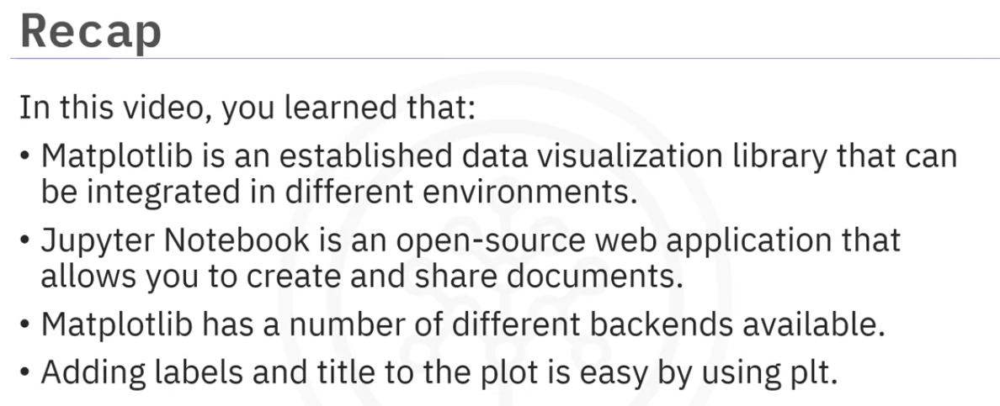 Recap
In this video, you learned that:
• Matplotlib is an established data visualization library that can
be integrated in different environments.
• Jupyter Notebook is an open-source web application that
allows you to create and share documents.
• Matplotlib has a number of different backends available.
• Adding labels and title to the plot is easy by using plt.